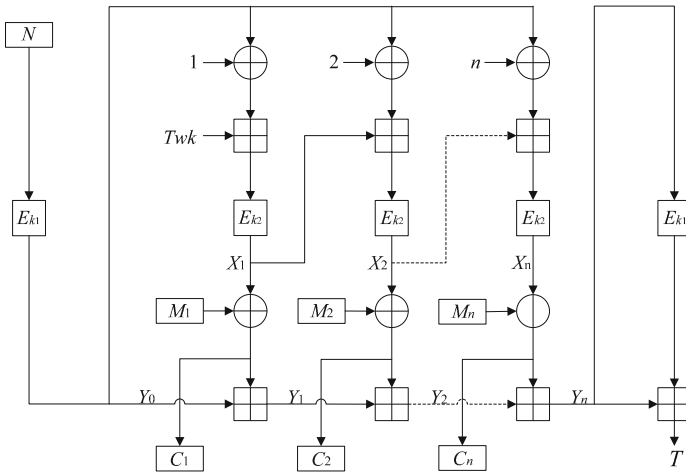 N
1 2 n
Twk
Ek1 Ek2 Ek2 Ek2 Ek1
X1 X2 Xn
M1 M2 Mn
Y0 Y1 Y2 Yn
C1 C2 Cn T